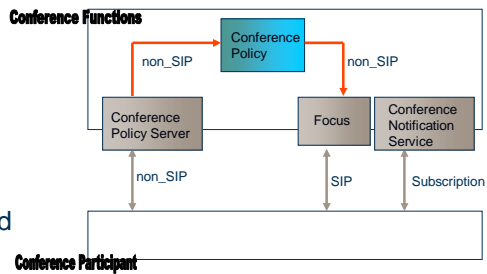 Conference Functions
Conference
Policy
non_SIP
non_SIP
Conference
Policy Server
Focus
Conference
Notification
Service
non_SIP
SIP
Subscription
d
Conference Participant